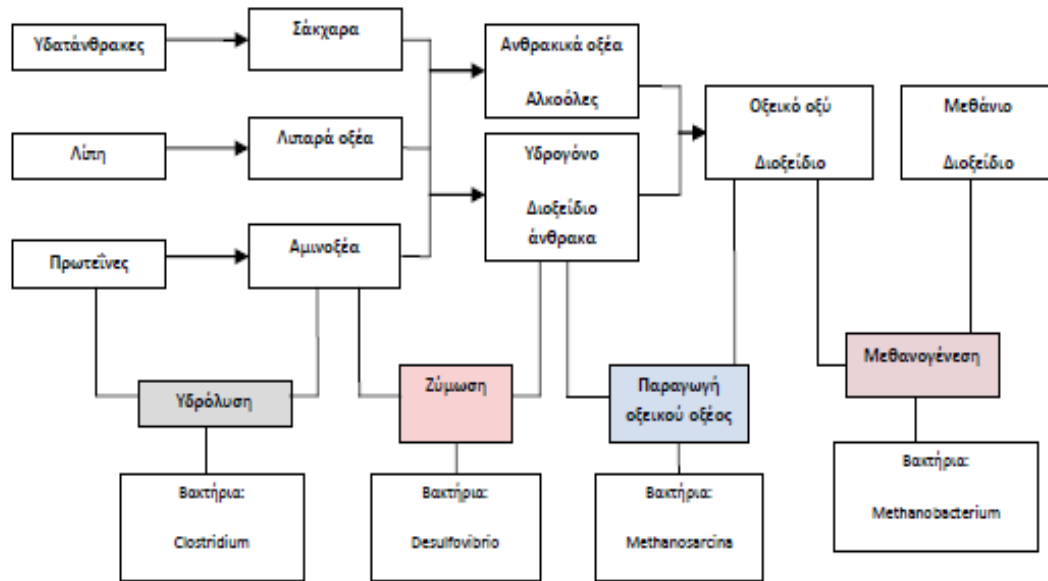 Υδατάνθρακες
Σάκχαρα
Ανθρακικά οξέα
Αλκοόλες
Οξεικό οξύ
Διοξείδιο
Μεθάνιο
Διοξείδιο
Λίπη
Λιπαρά οξέα
Υδρογόνο
Διοξείδιο
άνθρακα
Πρωτεΐνες
Αμινοξέα
Υδρόλυση
Ζύμωση
Παραγωγή
οξεικού οξέος
Μεθανογένεση
Βακτήρια:
Clostridium
Βακτήρια:
Desulfovibrio
Βακτήρια:
Methanosarcina
Βακτήρια:
Methanobacterium